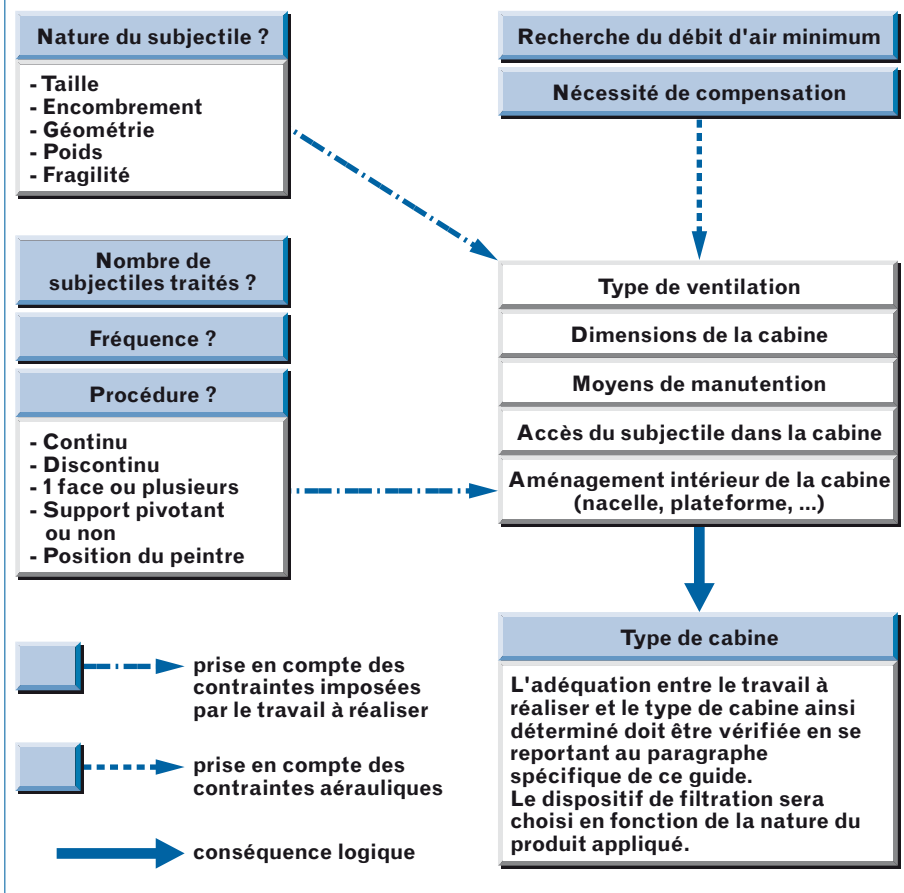 Nature du subjectile ?
- Taille
- Encombrement
- Géométrie
- Poids
- Fragilité
Nombre de
subjectiles traités ?
Fréquence ?
Procédure ?
- Continu
- Discontinu
- 1 face ou plusieurs
- Support pivotant
ou non
- Position du peintre
Recherche du débit d'air minimum
Nécessité de compensation
Type de ventilation
Dimensions de la cabine
Moyens de manutention
Accès du subjectile dans la cabine
Aménagement intérieur de la cabine
(nacelle, plateforme, ...)
Type de cabine
L'adéquation entre le travail à
réaliser et le type de cabine ainsi
déterminé doit être vérifiée en se
reportant au paragraphe
spécifique de ce guide.
Le dispositif de filtration sera
choisi en fonction de la nature du
produit appliqué.
prise en compte des
contraintes imposées
par le travail à réaliser
prise en compte des
contraintes aérauliques
conséquence logique